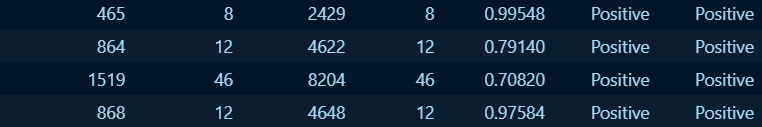 465 8 2429 8 0.99548 Positive Positive
864 12 4622 12 0.79140 Positive Positive
1519 46 8204 46 0.70820 Positive Positive
868 12 4648 12 0.97584 Positive Positive